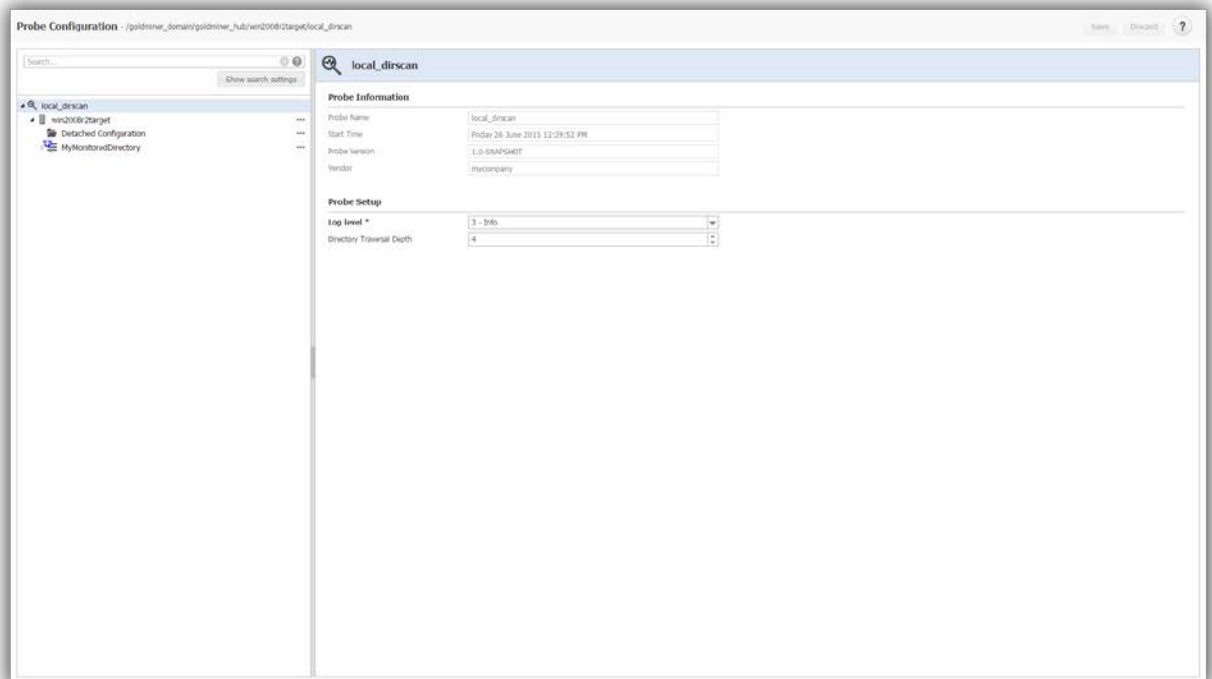 Probe Configuration - /goldminer_domain/goldminer_hub/win2008r2target/local_dirscan
Save Discard ?
Search...
Show search settings
local_dirscan
win2008r2target
Detached Configuration
MyMonitoredDirectory
local_dirscan
Probe Information
Probe Name local_dirscan
Start Time Friday 26 June 2015 12:29:52 PM
Probe Version 1.0-SNAPSHOT
Vendor mycompany
Probe Setup
Log level * 3 - Info
Directory Traversal Depth 4